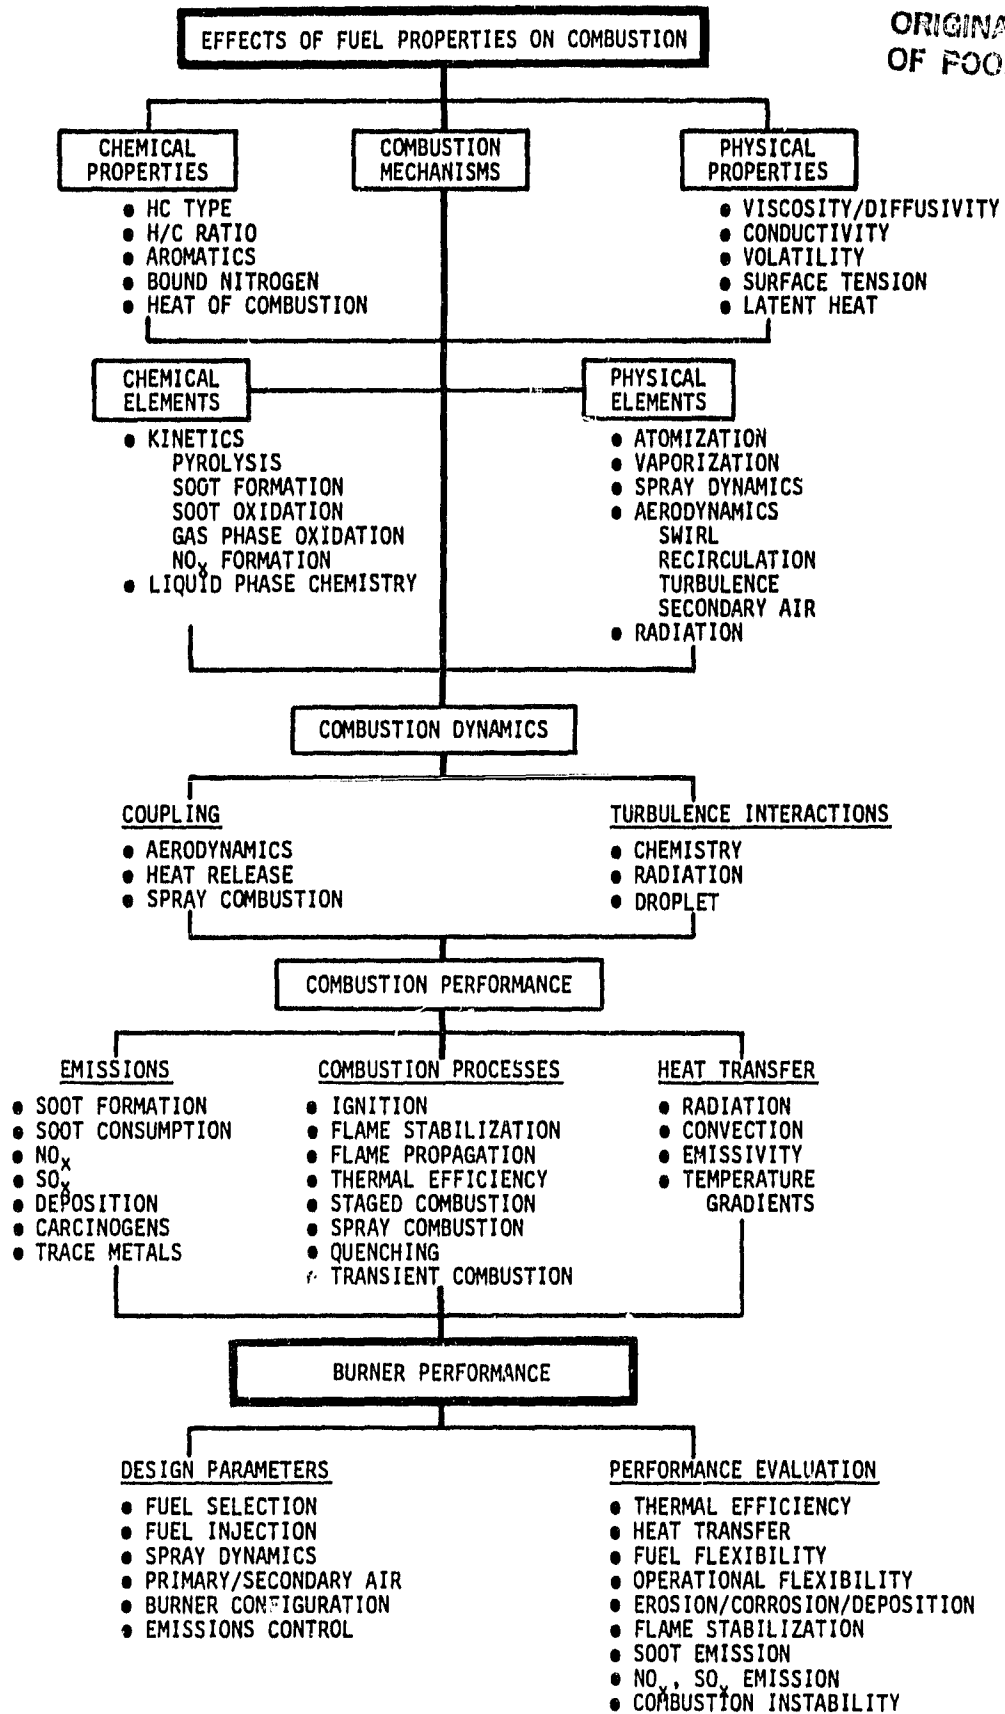 ORIGINA
OF POO
EFFECTS OF FUEL PROPERTIES ON COMBUSTION
CHEMICAL
PROPERTIES
• HC TYPE
• H/C RATIO
• AROMATICS
• BOUND NITROGEN
• HEAT OF COMBUSTION
COMBUSTION
MECHANISMS
PHYSICAL
PROPERTIES
• VISCOSITY/DIFFUSIVITY
• CONDUCTIVITY
• VOLATILITY
• SURFACE TENSION
• LATENT HEAT
CHEMICAL
ELEMENTS
• KINETICS
PYROLYSIS
SOOT FORMATION
SOOT OXIDATION
GAS PHASE OXIDATION
NOx FORMATION
• LIQUID PHASE CHEMISTRY
PHYSICAL
ELEMENTS
• ATOMIZATION
• VAPORIZATION
• SPRAY DYNAMICS
• AERODYNAMICS
SWIRL
RECIRCULATION
TURBULENCE
SECONDARY AIR
• RADIATION
COMBUSTION DYNAMICS
COUPLING
• AERODYNAMICS
• HEAT RELEASE
• SPRAY COMBUSTION
TURBULENCE INTERACTIONS
• CHEMISTRY
• RADIATION
• DROPLET
COMBUSTION PERFORMANCE
EMISSIONS
• SOOT FORMATION
• SOOT CONSUMPTION
• NOx
• SOx
• DEPOSITION
• CARCINOGENS
• TRACE METALS
COMBUSTION PROCESSES
• IGNITION
• FLAME STABILIZATION
• FLAME PROPAGATION
• THERMAL EFFICIENCY
• STAGED COMBUSTION
• SPRAY COMBUSTION
• QUENCHING
• TRANSIENT COMBUSTION
HEAT TRANSFER
• RADIATION
• CONVECTION
• EMISSIVITY
• TEMPERATURE
GRADIENTS
BURNER PERFORMANCE
DESIGN PARAMETERS
• FUEL SELECTION
• FUEL INJECTION
• SPRAY DYNAMICS
• PRIMARY/SECONDARY AIR
• BURNER CONFIGURATION
• EMISSIONS CONTROL
PERFORMANCE EVALUATION
• THERMAL EFFICIENCY
• HEAT TRANSFER
• FUEL FLEXIBILITY
• OPERATIONAL FLEXIBILITY
• EROSION/CORROSION/DEPOSITION
• FLAME STABILIZATION
• SOOT EMISSION
• NOx, SOx EMISSION
• COMBUSTION INSTABILITY